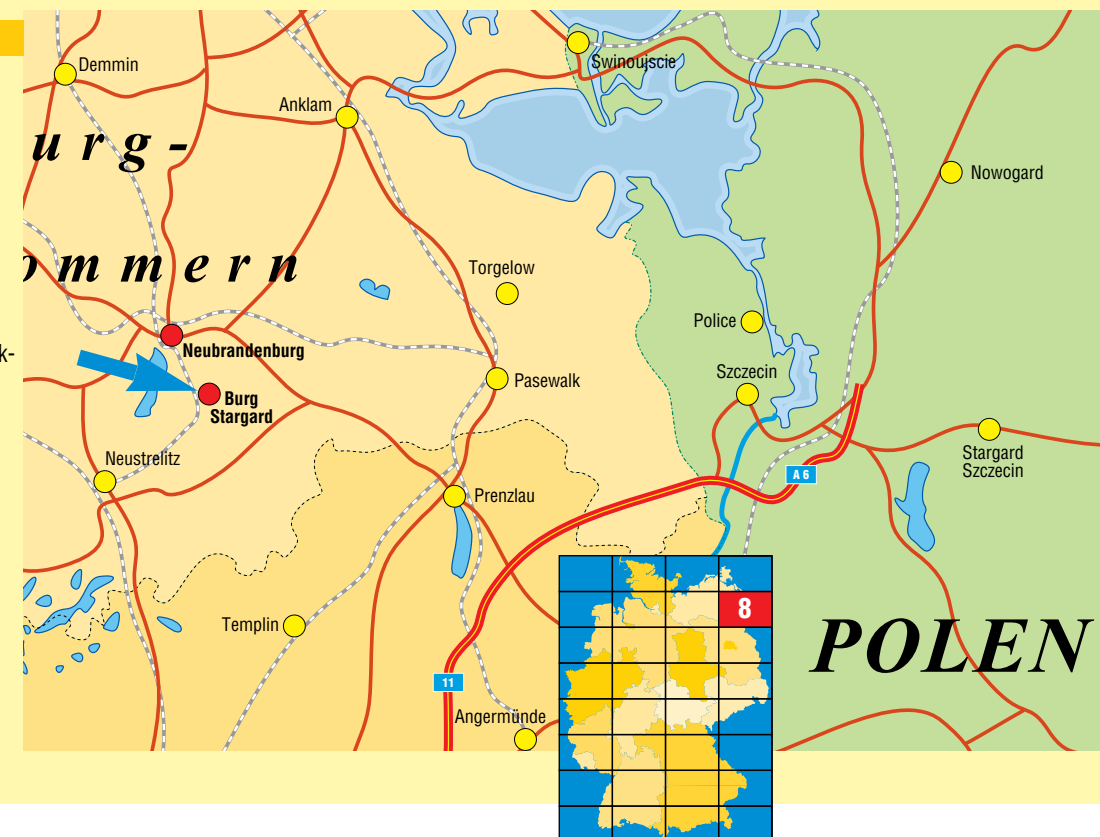 Demmin
Swinoujscie
Anklam
urg-
Nowogard
ommern
Torgelow
Police
Neubrandenburg
k-
Szczecin
Pasewalk
Burg
Stargard
Stargard
Szczecin
Neustrelitz
A 6
Prenzlau
8
Templin
POLEN
11
Angermünde